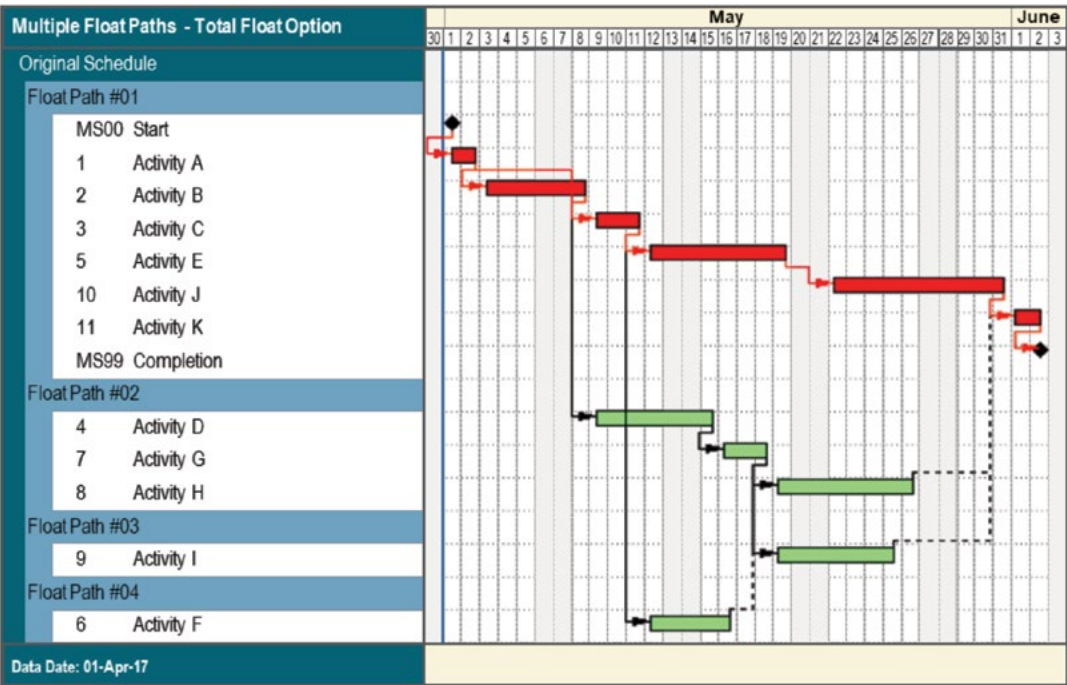 Multiple Float Paths - Total Float Option
May
June
30 1 2 3 4 5 6 7 8 9 10 11 12 13 14 15 16 17 18 19 20 21 22 23 24 25 26 27 28 29 30 31 1 2 3
Original Schedule
Float Path #01
MS00 Start
1 Activity A
2 Activity B
3 Activity C
5 Activity E
10 Activity J
11 Activity K
MS99 Completion
Float Path #02
4 Activity D
7 Activity G
8 Activity H
Float Path #03
9 Activity I
Float Path #04
6 Activity F
Data Date: 01-Apr-17